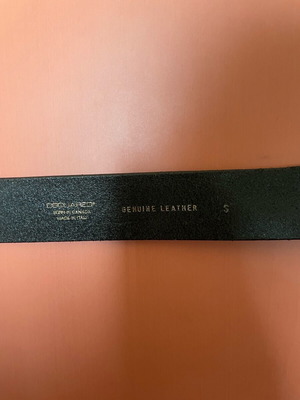 DSQUARED2
BORN IN CANADA
MADE IN ITALY
GENUINE LEATHER S